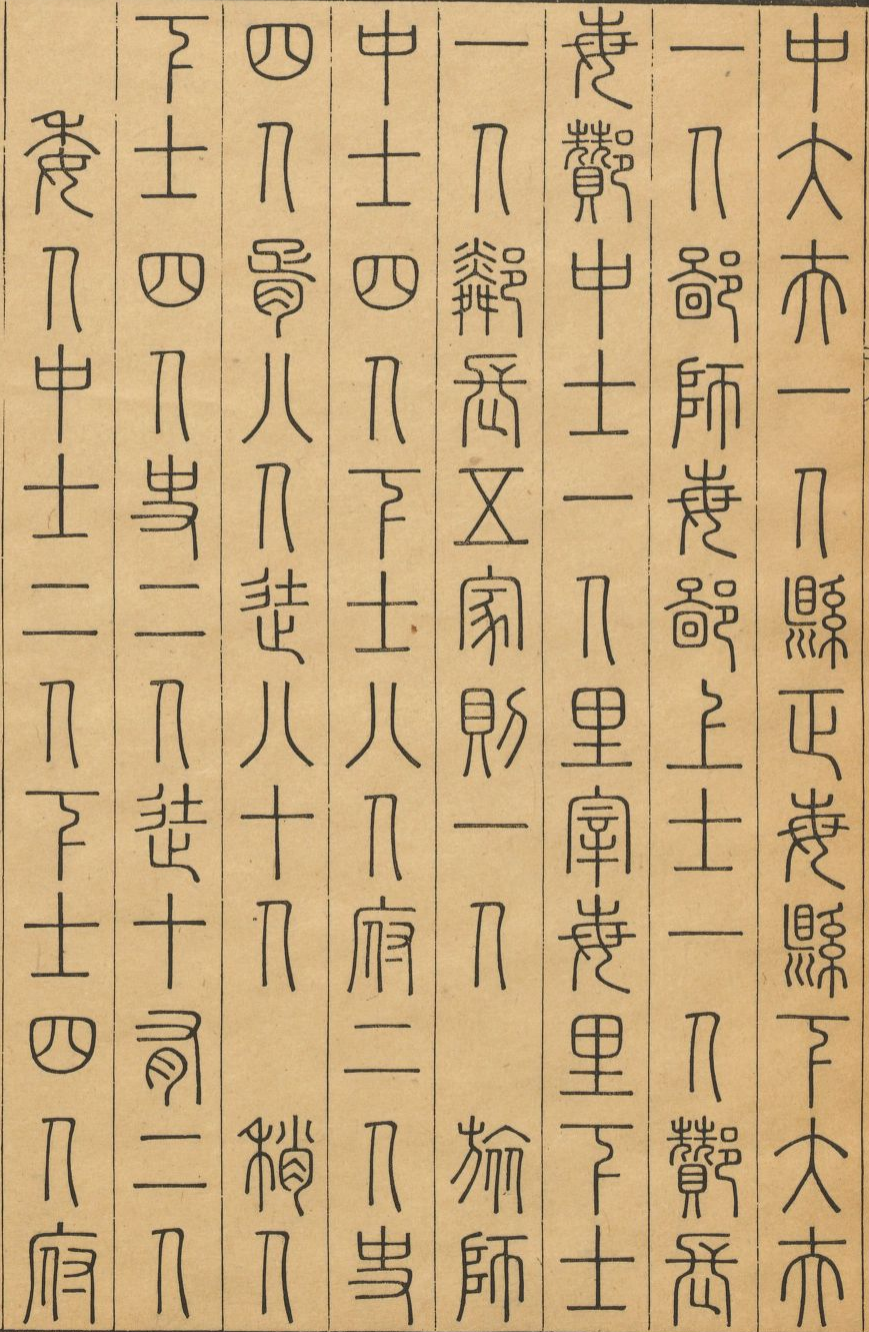 中大夫一人縣正每縣下大夫
一人鄙師每鄙上士一人酇長
每酇中士一人里宰每里下士
一人鄰長五家則一人　旅師
中士四人下士八人府二人史
四人胥八人徒八十人　稍人
下士四人史二人徒十有二人
委人中士二人下士四人府